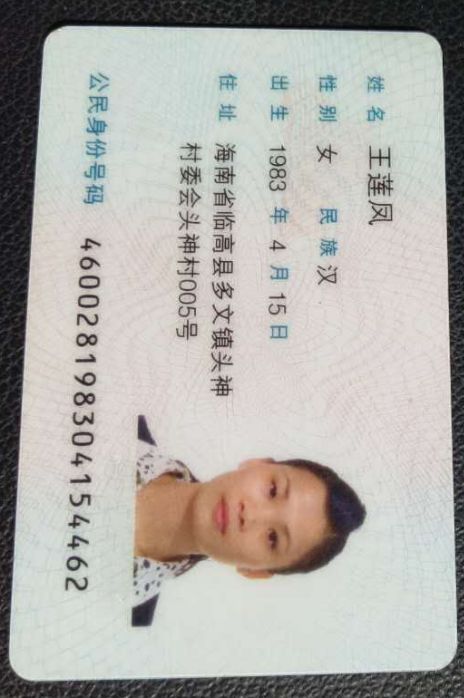 姓名 王莲凤
性别 女 民族 汉
出生 1983 年 4 月 15 日
住址 海南省临高县多文镇头神
村委会头神村005号
公民身份号码 460028198304154462